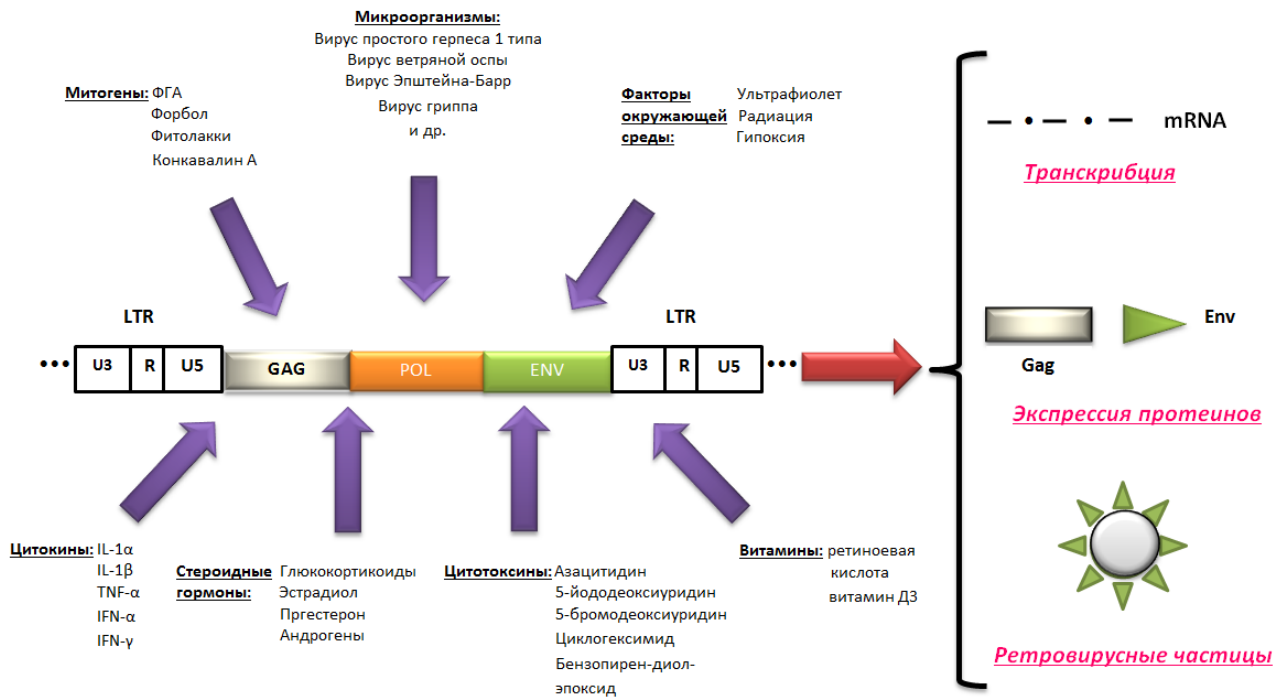 Микроорганизмы:
Вирус простого герпеса 1 типа
Вирус ветряной оспы
Вирус Эпштейна-Барр
Вирус гриппа
и др.
Митогены: ФГА
Форбол
Фитолакки
Конкавалин А
Факторы окружающей среды:
Ультрафиолет
Радиация
Гипоксия
LTR
LTR
••• U3 R U5 GAG POL ENV U3 R U5 •••
Цитокины: IL-1α
IL-1β
TNF-α
IFN-α
IFN-γ
Стероидные гормоны:
Глюкокортикоиды
Эстрадиол
Пргестерон
Андрогены
Цитотоксины: Азацитидин
5-йододеоксиуридин
5-бромодеоксиуридин
Циклогексимид
Бензопирен-диол-
эпоксид
Витамины: ретиноевая
кислота
витамин Д3
mRNA
Транскрибция
Env
Gag
Экспрессия протеинов
Ретровирусные частицы